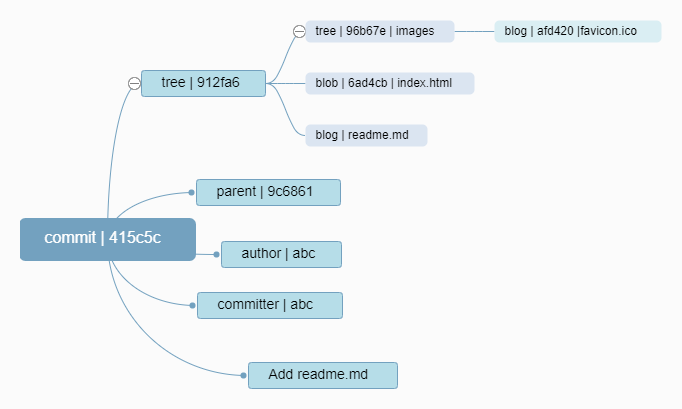 tree | 96b67e | images
blog | afd420 |favicon.ico
tree | 912fa6
blob | 6ad4cb | index.html
blog | readme.md
parent | 9c6861
commit | 415c5c
author | abc
committer | abc
Add readme.md